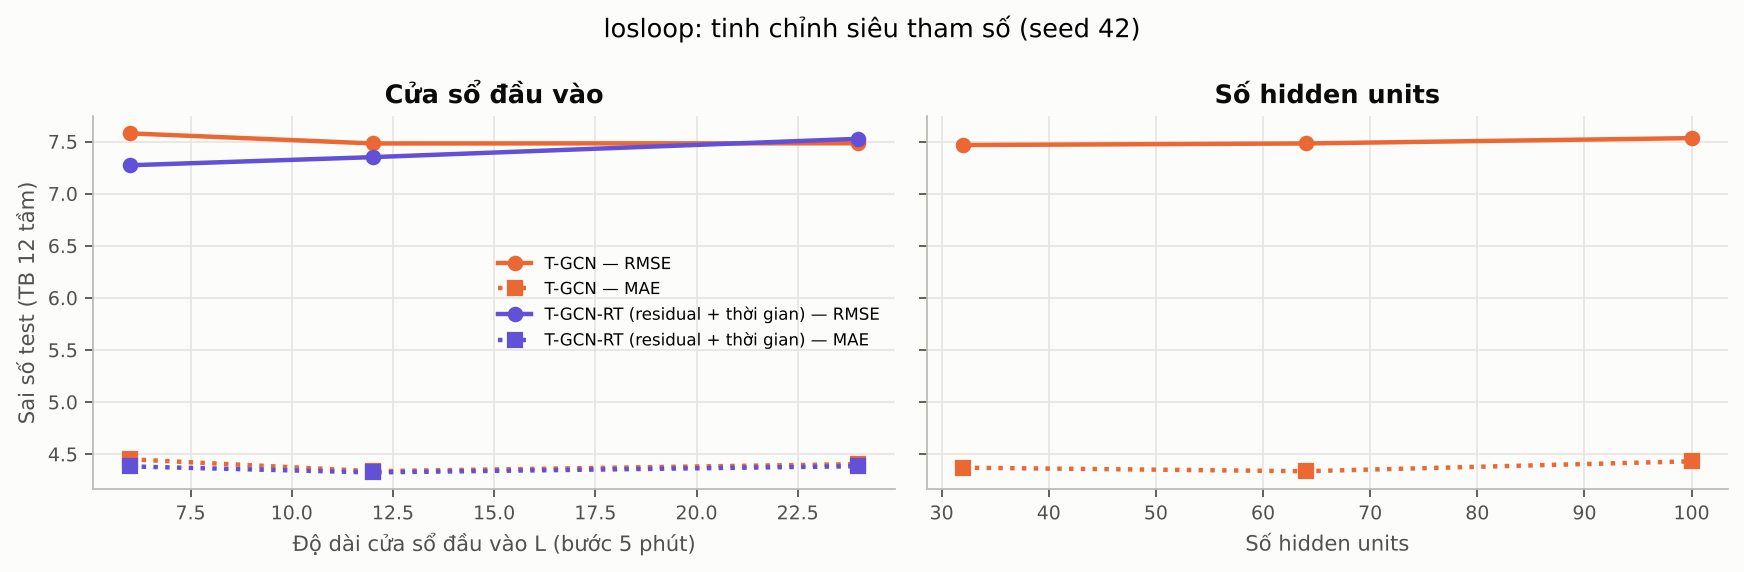 losloop: tinh chỉnh siêu tham số (seed 42)
Cửa sổ đầu vào
Sai số test (TB 12 tầm)
7.5
7.0
6.5
6.0
5.5
5.0
4.5
T-GCN — RMSE
T-GCN — MAE
T-GCN-RT (residual + thời gian) — RMSE
T-GCN-RT (residual + thời gian) — MAE
7.5 10.0 12.5 15.0 17.5 20.0 22.5
Độ dài cửa sổ đầu vào L (bước 5 phút)
Số hidden units
30 40 50 60 70 80 90 100
Số hidden units